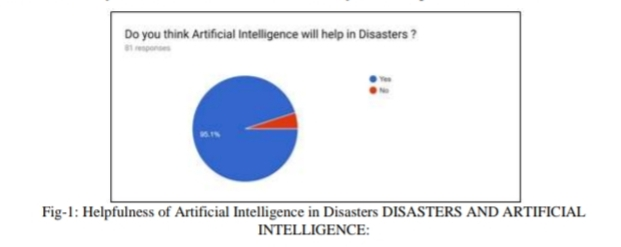 Do you think Artificial Intelligence will help in Disasters ?
81 responses
Yes
No
95.1%
Fig-1: Helpfulness of Artificial Intelligence in Disasters DISASTERS AND ARTIFICIAL
INTELLIGENCE: